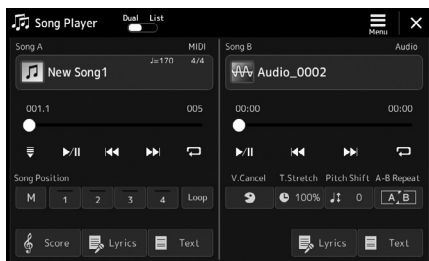 Song Player
Dual List
Menu
Song A MIDI
New Song1
♩=170 4/4
001.1 005
Song Position
M 1 2 3 4 Loop
Score Lyrics Text
Song B Audio
Audio_0002
00:00 00:00
V.Cancel T.Stretch Pitch Shift A-B Repeat
100% 0 A B
Lyrics Text